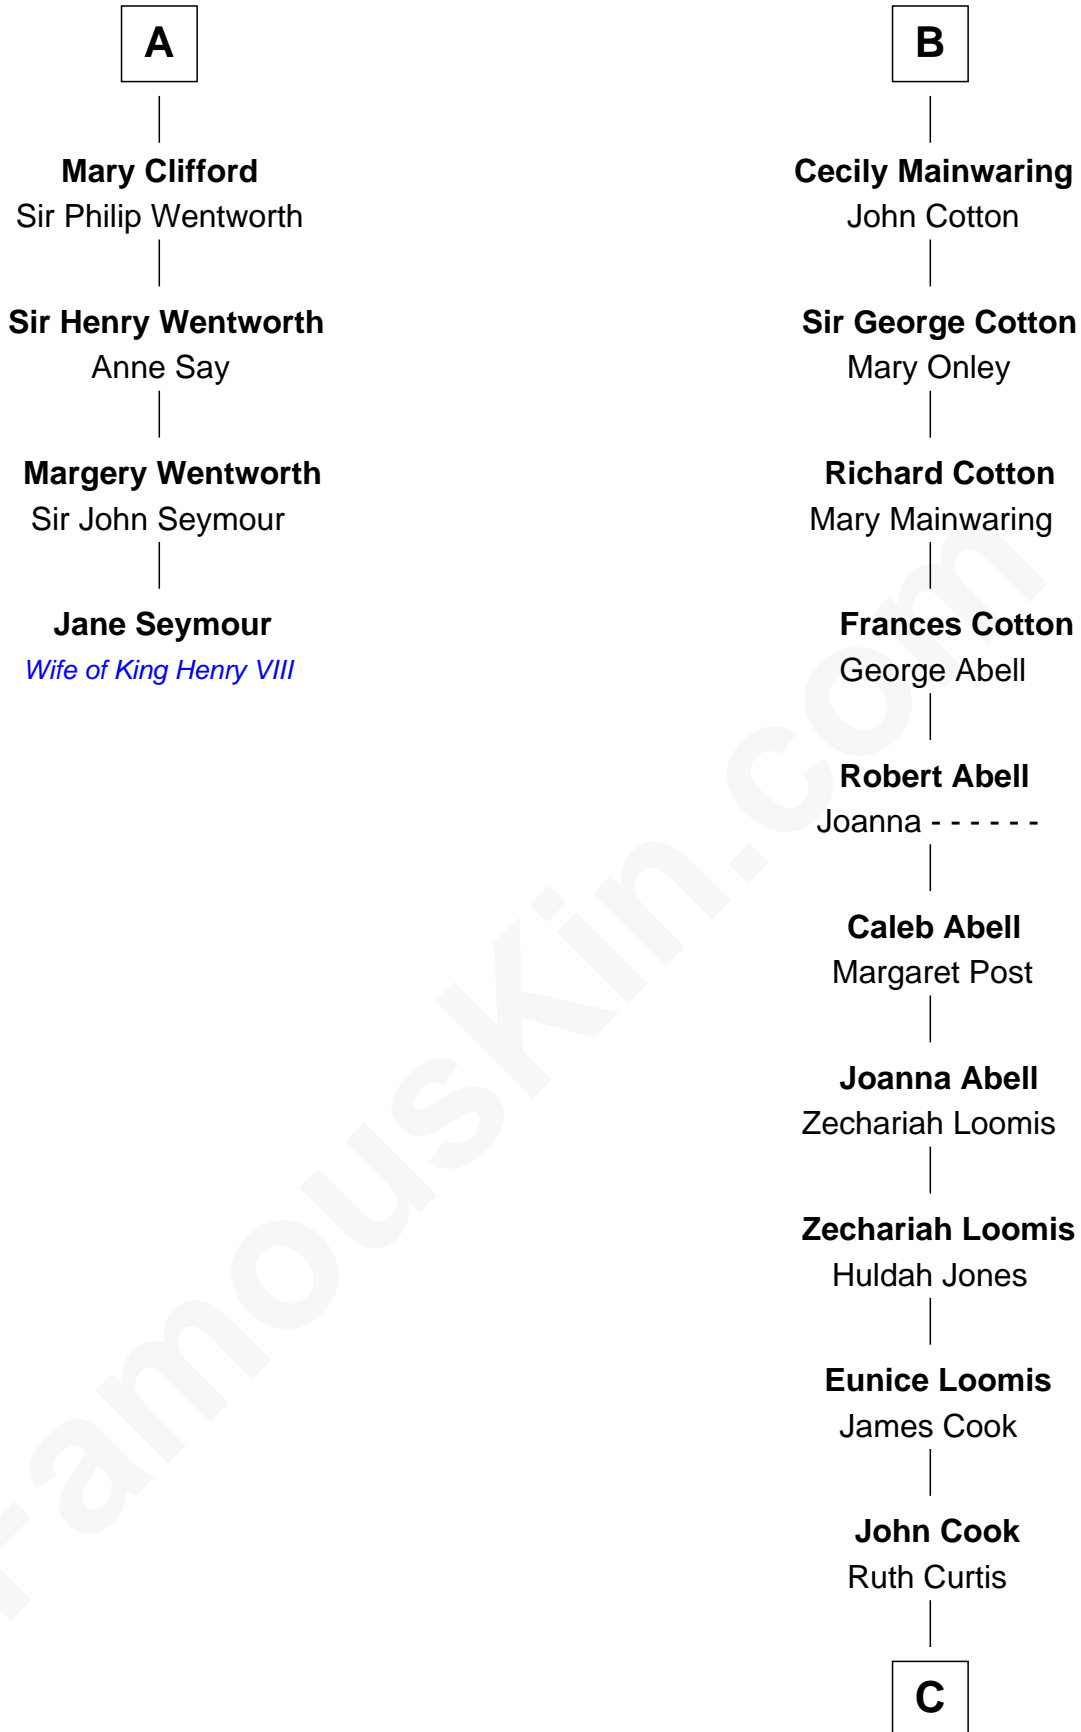 A
Mary Clifford
Sir Philip Wentworth
Sir Henry Wentworth
Anne Say
Margery Wentworth
Sir John Seymour
Jane Seymour
Wife of King Henry VIII
B
Cecily Mainwaring
John Cotton
Sir George Cotton
Mary Onley
Richard Cotton
Mary Mainwaring
Frances Cotton
George Abell
Robert Abell
Joanna - - - - - -
Caleb Abell
Margaret Post
Joanna Abell
Zechariah Loomis
Zechariah Loomis
Huldah Jones
Eunice Loomis
James Cook
John Cook
Ruth Curtis
C
FamousKin.com